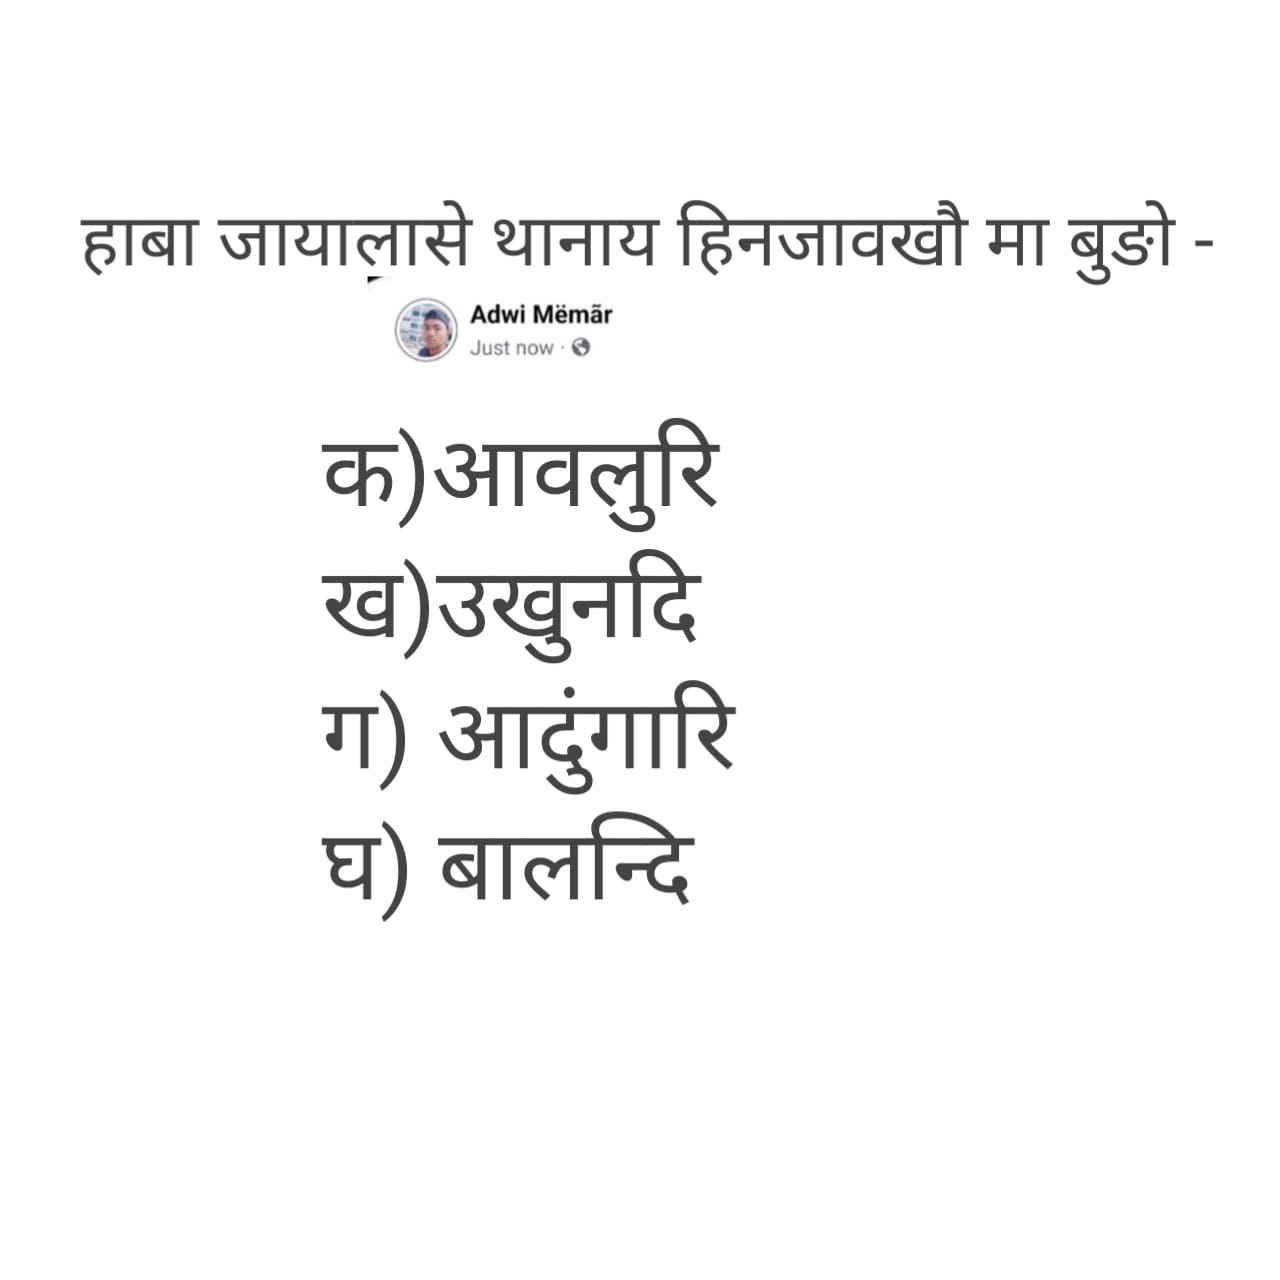 हाबा जायालासे थानाय हिनजावखौ मा बुङो -
Adwi Mëmãr
Just now ·
क)आवलुरि
ख)उखुनदि
ग) आदुंगारि
घ) बालन्दि